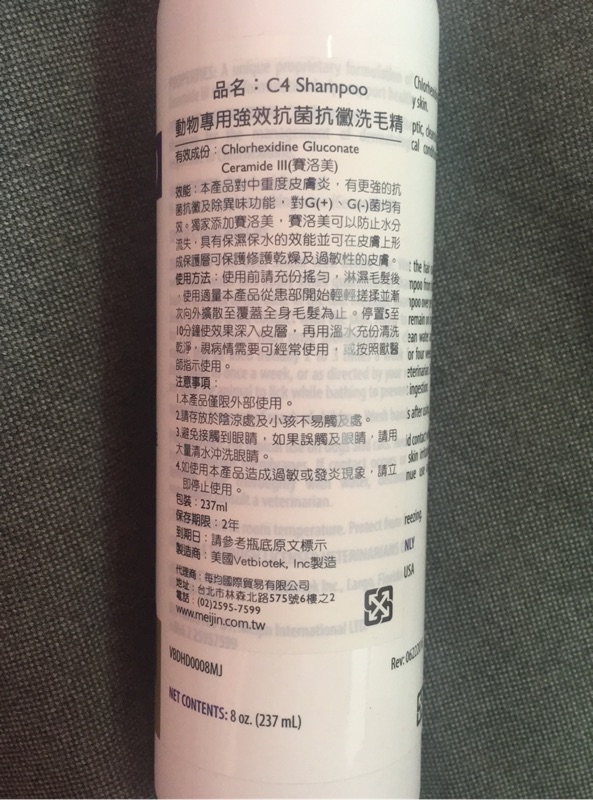 品名：C4 Shampoo
動物專用強效抗菌抗黴洗毛精
有效成份：Chlorhexidine Gluconate
Ceramide III(賽洛美)
效能：本產品對中重度皮膚炎，有更強的抗
菌抗黴及除異味功能，對G(+)、G(-)菌均有
效。獨家添加賽洛美，賽洛美可以防止水分
流失，具有保濕保水的效能並可在皮膚上形
成保護層可保護修護乾燥及過敏性的皮膚。
使用方法：使用前請充份搖勻，淋濕毛髮後
，使用適量本產品從患部開始輕輕搓揉並漸
次向外擴散至覆蓋全身毛髮為止。停置5至
10分鐘使效果深入皮層，再用溫水充份清洗
乾淨，視病情需要可經常使用，或按照獸醫
師指示使用。
注意事項：
1.本產品僅限外部使用。
2.請存放於陰涼處及小孩不易觸及處。
3.避免接觸到眼睛，如果誤觸及眼睛，請用
大量清水沖洗眼睛。
4.如使用本產品造成過敏或發炎現象，請立
即停止使用。
包裝：237ml
保存期限：2年
到期日：請參考瓶底原文標示
製造商：美國Vetbiotek, Inc製造
代理商：每均國際貿易有限公司
地址：台北市林森北路575號6樓之2
電話：(02)2595-7599
www.meijin.com.tw
VBDHD0008MJ
NET CONTENTS: 8 oz. (237 mL)
y skin.
the hair
remain on
or four
ingestion.
s after
skin
nue use
reezing
NLY
USA
Rev: